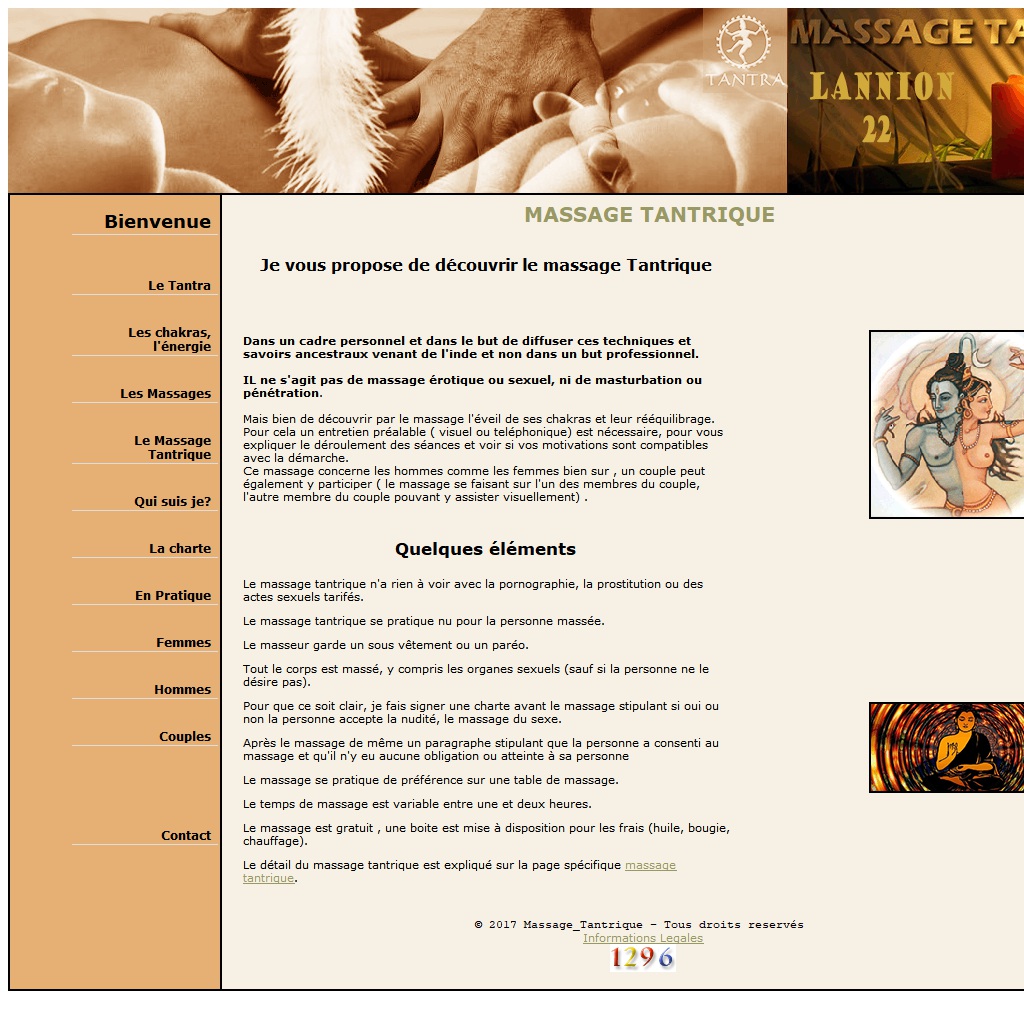 TANTRA
MASSAGE TA
LANNION
22
Bienvenue
Le Tantra
Les chakras,
l'énergie
Les Massages
Le Massage
Tantrique
Qui suis je?
La charte
En Pratique
Femmes
Hommes
Couples
Contact
MASSAGE TANTRIQUE
Je vous propose de découvrir le massage Tantrique
Dans un cadre personnel et dans le but de diffuser ces techniques et
savoirs ancestraux venant de l'inde et non dans un but professionnel.
IL ne s'agit pas de massage érotique ou sexuel, ni de masturbation ou
pénétration.
Mais bien de découvrir par le massage l'éveil de ses chakras et leur rééquilibrage.
Pour cela un entretien préalable ( visuel ou teléphonique) est nécessaire, pour vous
expliquer le déroulement des séances et voir si vos motivations sont compatibles
avec la démarche.
Ce massage concerne les hommes comme les femmes bien sur , un couple peut
également y participer ( le massage se faisant sur l'un des membres du couple,
l'autre membre du couple pouvant y assister visuellement) .
Quelques éléments
Le massage tantrique n'a rien à voir avec la pornographie, la prostitution ou des
actes sexuels tarifés.
Le massage tantrique se pratique nu pour la personne massée.
Le masseur garde un sous vêtement ou un paréo.
Tout le corps est massé, y compris les organes sexuels (sauf si la personne ne le
désire pas).
Pour que ce soit clair, je fais signer une charte avant le massage stipulant si oui ou
non la personne accepte la nudité, le massage du sexe.
Après le massage de même un paragraphe stipulant que la personne a consenti au
massage et qu'il n'y eu aucune obligation ou atteinte à sa personne
Le massage se pratique de préférence sur une table de massage.
Le temps de massage est variable entre une et deux heures.
Le massage est gratuit , une boite est mise à disposition pour les frais (huile, bougie,
chauffage).
Le détail du massage tantrique est expliqué sur la page spécifique massage
tantrique.
© 2017 Massage_Tantrique - Tous droits reservés
Informations Legales
1296